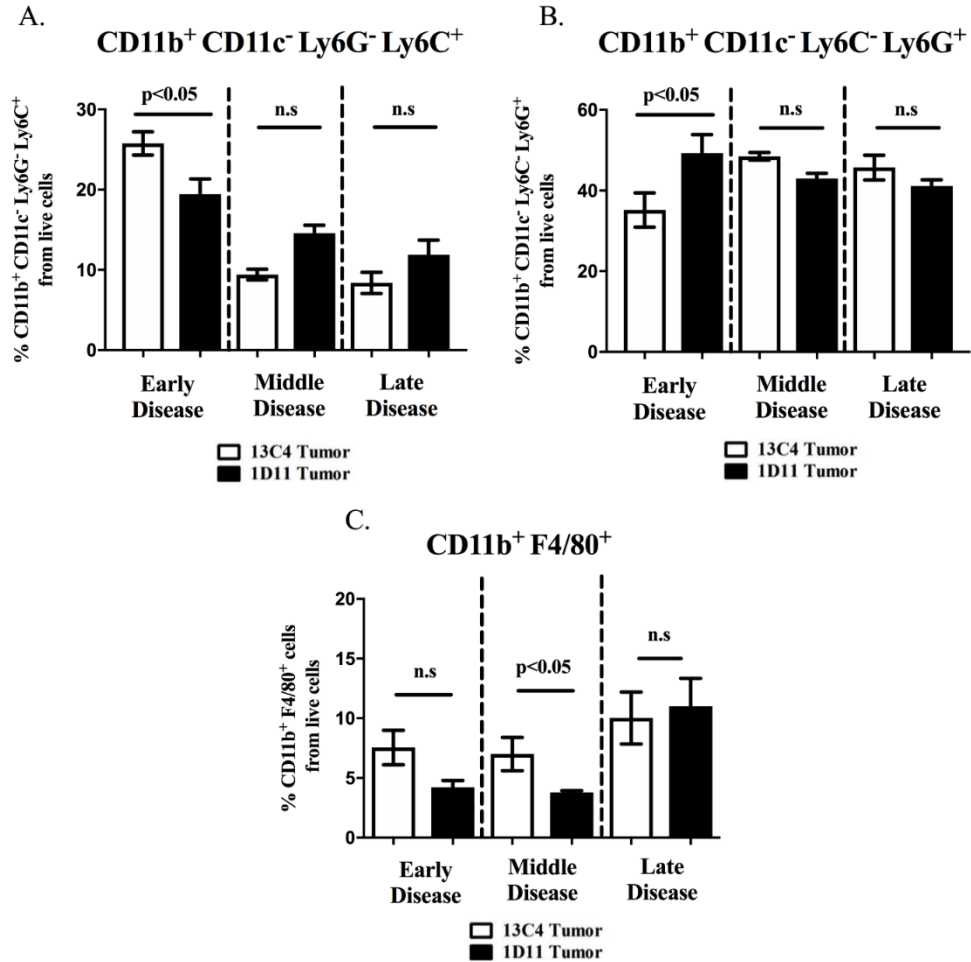 A.
CD11b⁺ CD11c⁻ Ly6G⁻ Ly6C⁺
% CD11b⁺ CD11c⁻ Ly6G⁻ Ly6C⁺
from live cells
30
20
10
0
p<0.05
n.s
n.s
Early
Disease
Middle
Disease
Late
Disease
13C4 Tumor
1D11 Tumor
B.
CD11b⁺ CD11c⁻ Ly6C⁻ Ly6G⁺
% CD11b⁺ CD11c⁻ Ly6C⁻ Ly6G⁺
from live cells
60
40
20
0
p<0.05
n.s
n.s
Early
Disease
Middle
Disease
Late
Disease
13C4 Tumor
1D11 Tumor
C.
CD11b⁺ F4/80⁺
% CD11b⁺ F4/80⁺ cells
from live cells
20
15
10
5
0
n.s
p<0.05
n.s
Early
Disease
Middle
Disease
Late
Disease
13C4 Tumor
1D11 Tumor